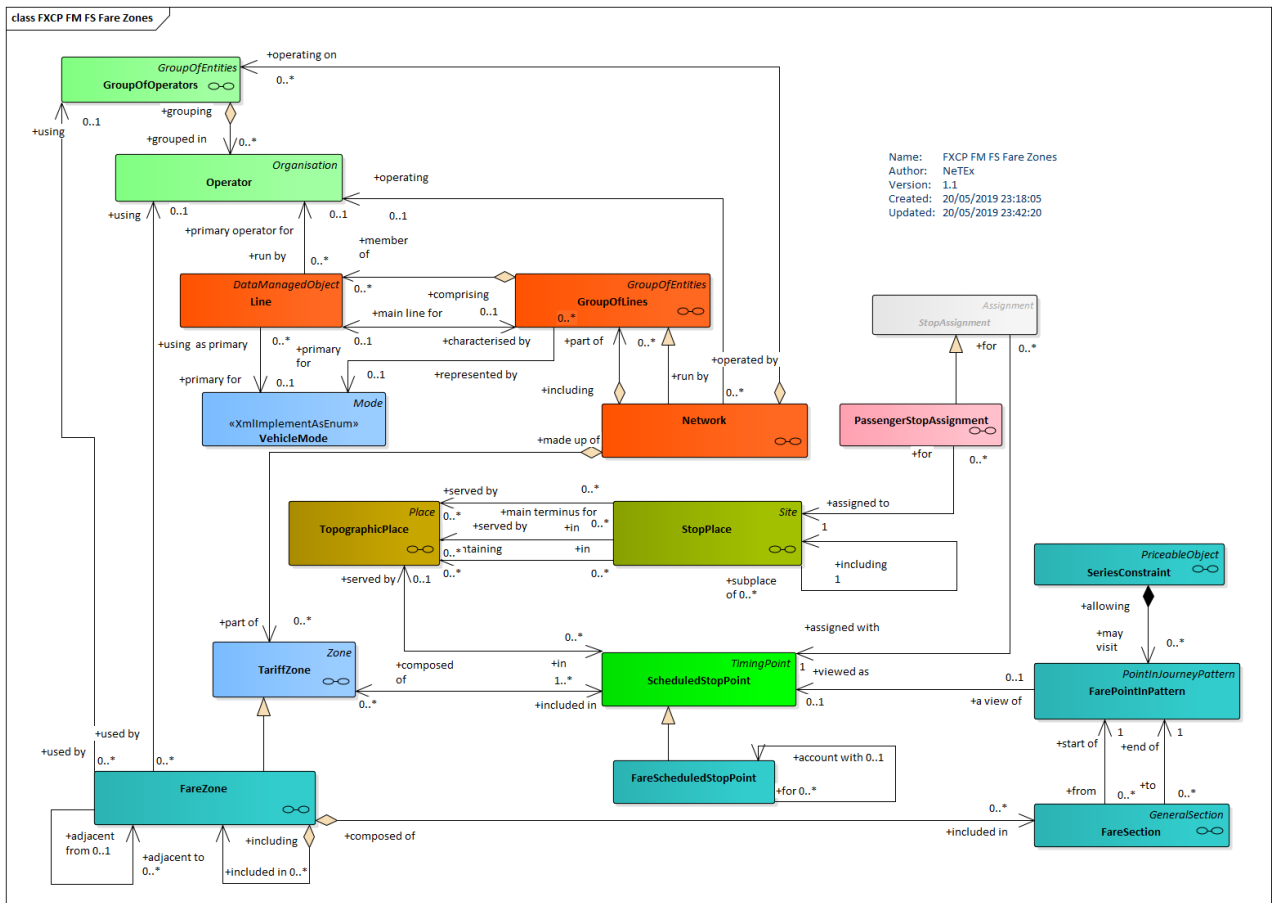 class FXCP FM FS Fare Zones
+operating on
0..*
GroupOfEntities
GroupOfOperators
+using
0..1
+grouping
+grouped in
0..*
Organisation
Operator
+operating
0..1
+using
0..1
+primary operator for
0..1
+run by
0..*
+member
of
Name: FXCP FM FS Fare Zones
Author: NeTEx
Version: 1.1
Created: 20/05/2019 23:18:05
Updated: 20/05/2019 23:42:20
DataManagedObject
Line
0..*
+comprising
+main line for
0..1
GroupOfEntities
GroupOfLines
0..*
Assignment
StopAssignment
+for
0..*
+using as primary
0..*
+primary
for
0..1
+characterised by
+part of
0..*
+primary for
0..1
0..1
+represented by
+including
+run by
+operated by
0..*
Mode
«XmlImplementAsEnum»
VehicleMode
+made up of
Network
PassengerStopAssignment
+for
0..*
+served by
0..*
+main terminus for
0..*
+served by
+in
0..*
Place
TopographicPlace
0..*
ntaining
+in
0..*
0..*
Site
StopPlace
+assigned to
1
+served by
0..1
+subplace
of 0..*
+including
1
PriceableObject
SeriesConstraint
+allowing
+may
visit
0..*
+part of
0..*
0..*
+in
+assigned with
1
Zone
TariffZone
+composed
of
0..*
1..*
+included in
TimingPoint
ScheduledStopPoint
+viewed as
0..1
0..1
+a view of
PointInJourneyPattern
FarePointInPattern
+start of
1
+end of
1
+used by
0..*
+used by
0..*
FareZone
FareScheduledStopPoint
+account with 0..1
+for 0..*
+from
0..*
+to
0..*
GeneralSection
FareSection
+adjacent
from 0..1
+adjacent to
0..*
+including
+included in 0..*
+composed of
0..*
+included in